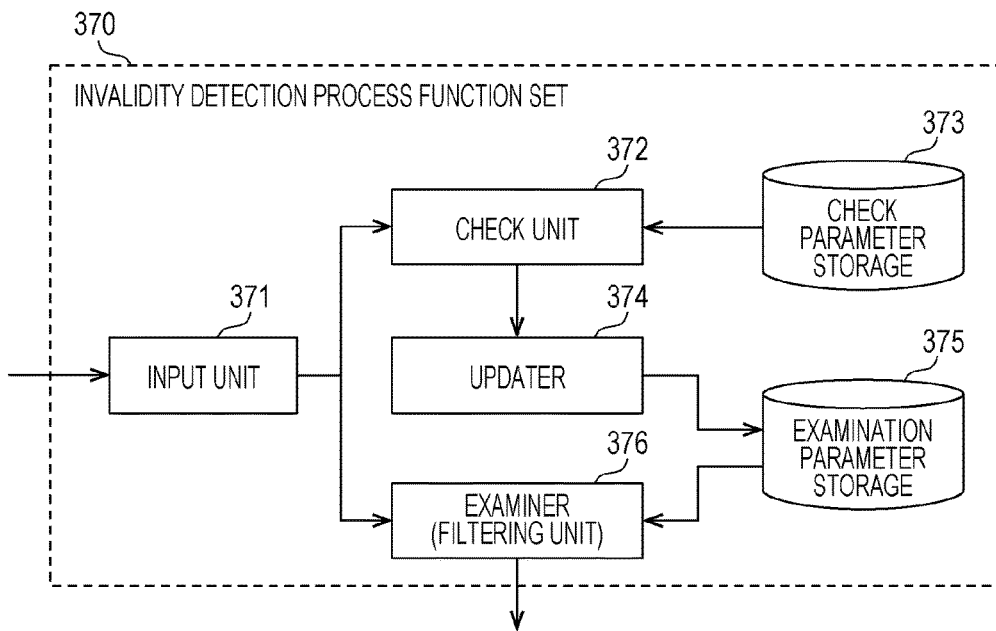 370
INVALIDITY DETECTION PROCESS FUNCTION SET
372
CHECK UNIT
373
CHECK
PARAMETER
STORAGE
371
INPUT UNIT
374
UPDATER
375
EXAMINATION
PARAMETER
STORAGE
376
EXAMINER
(FILTERING UNIT)